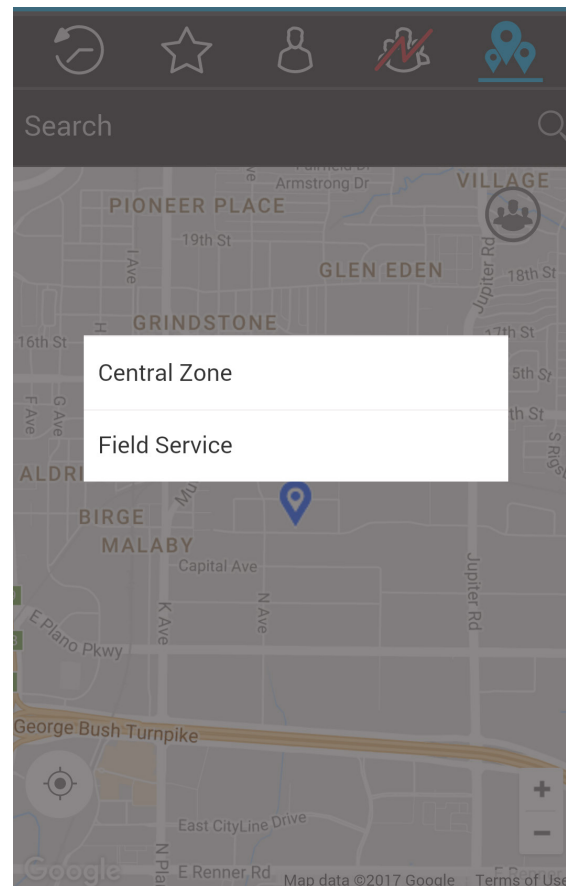 Search
Armstrong Dr
VILLAGE
PIONEER PLACE
19th St
I Ave
GLEN EDEN
Jupiter Rd
18th St
GRINDSTONE
H
16th St
17th St
Central Zone
5th St
F Ave
G Ave
th St
Field Service
ALDRI
BIRGE
MALABY
Capital Ave
K Ave
N Ave
Jupiter Rd
E Plano Pkwy
George Bush Turnpike
+
East CityLine Drive
−
Google
N Pla
E Renner Rd
Map data ©2017 Google
Terms of Use